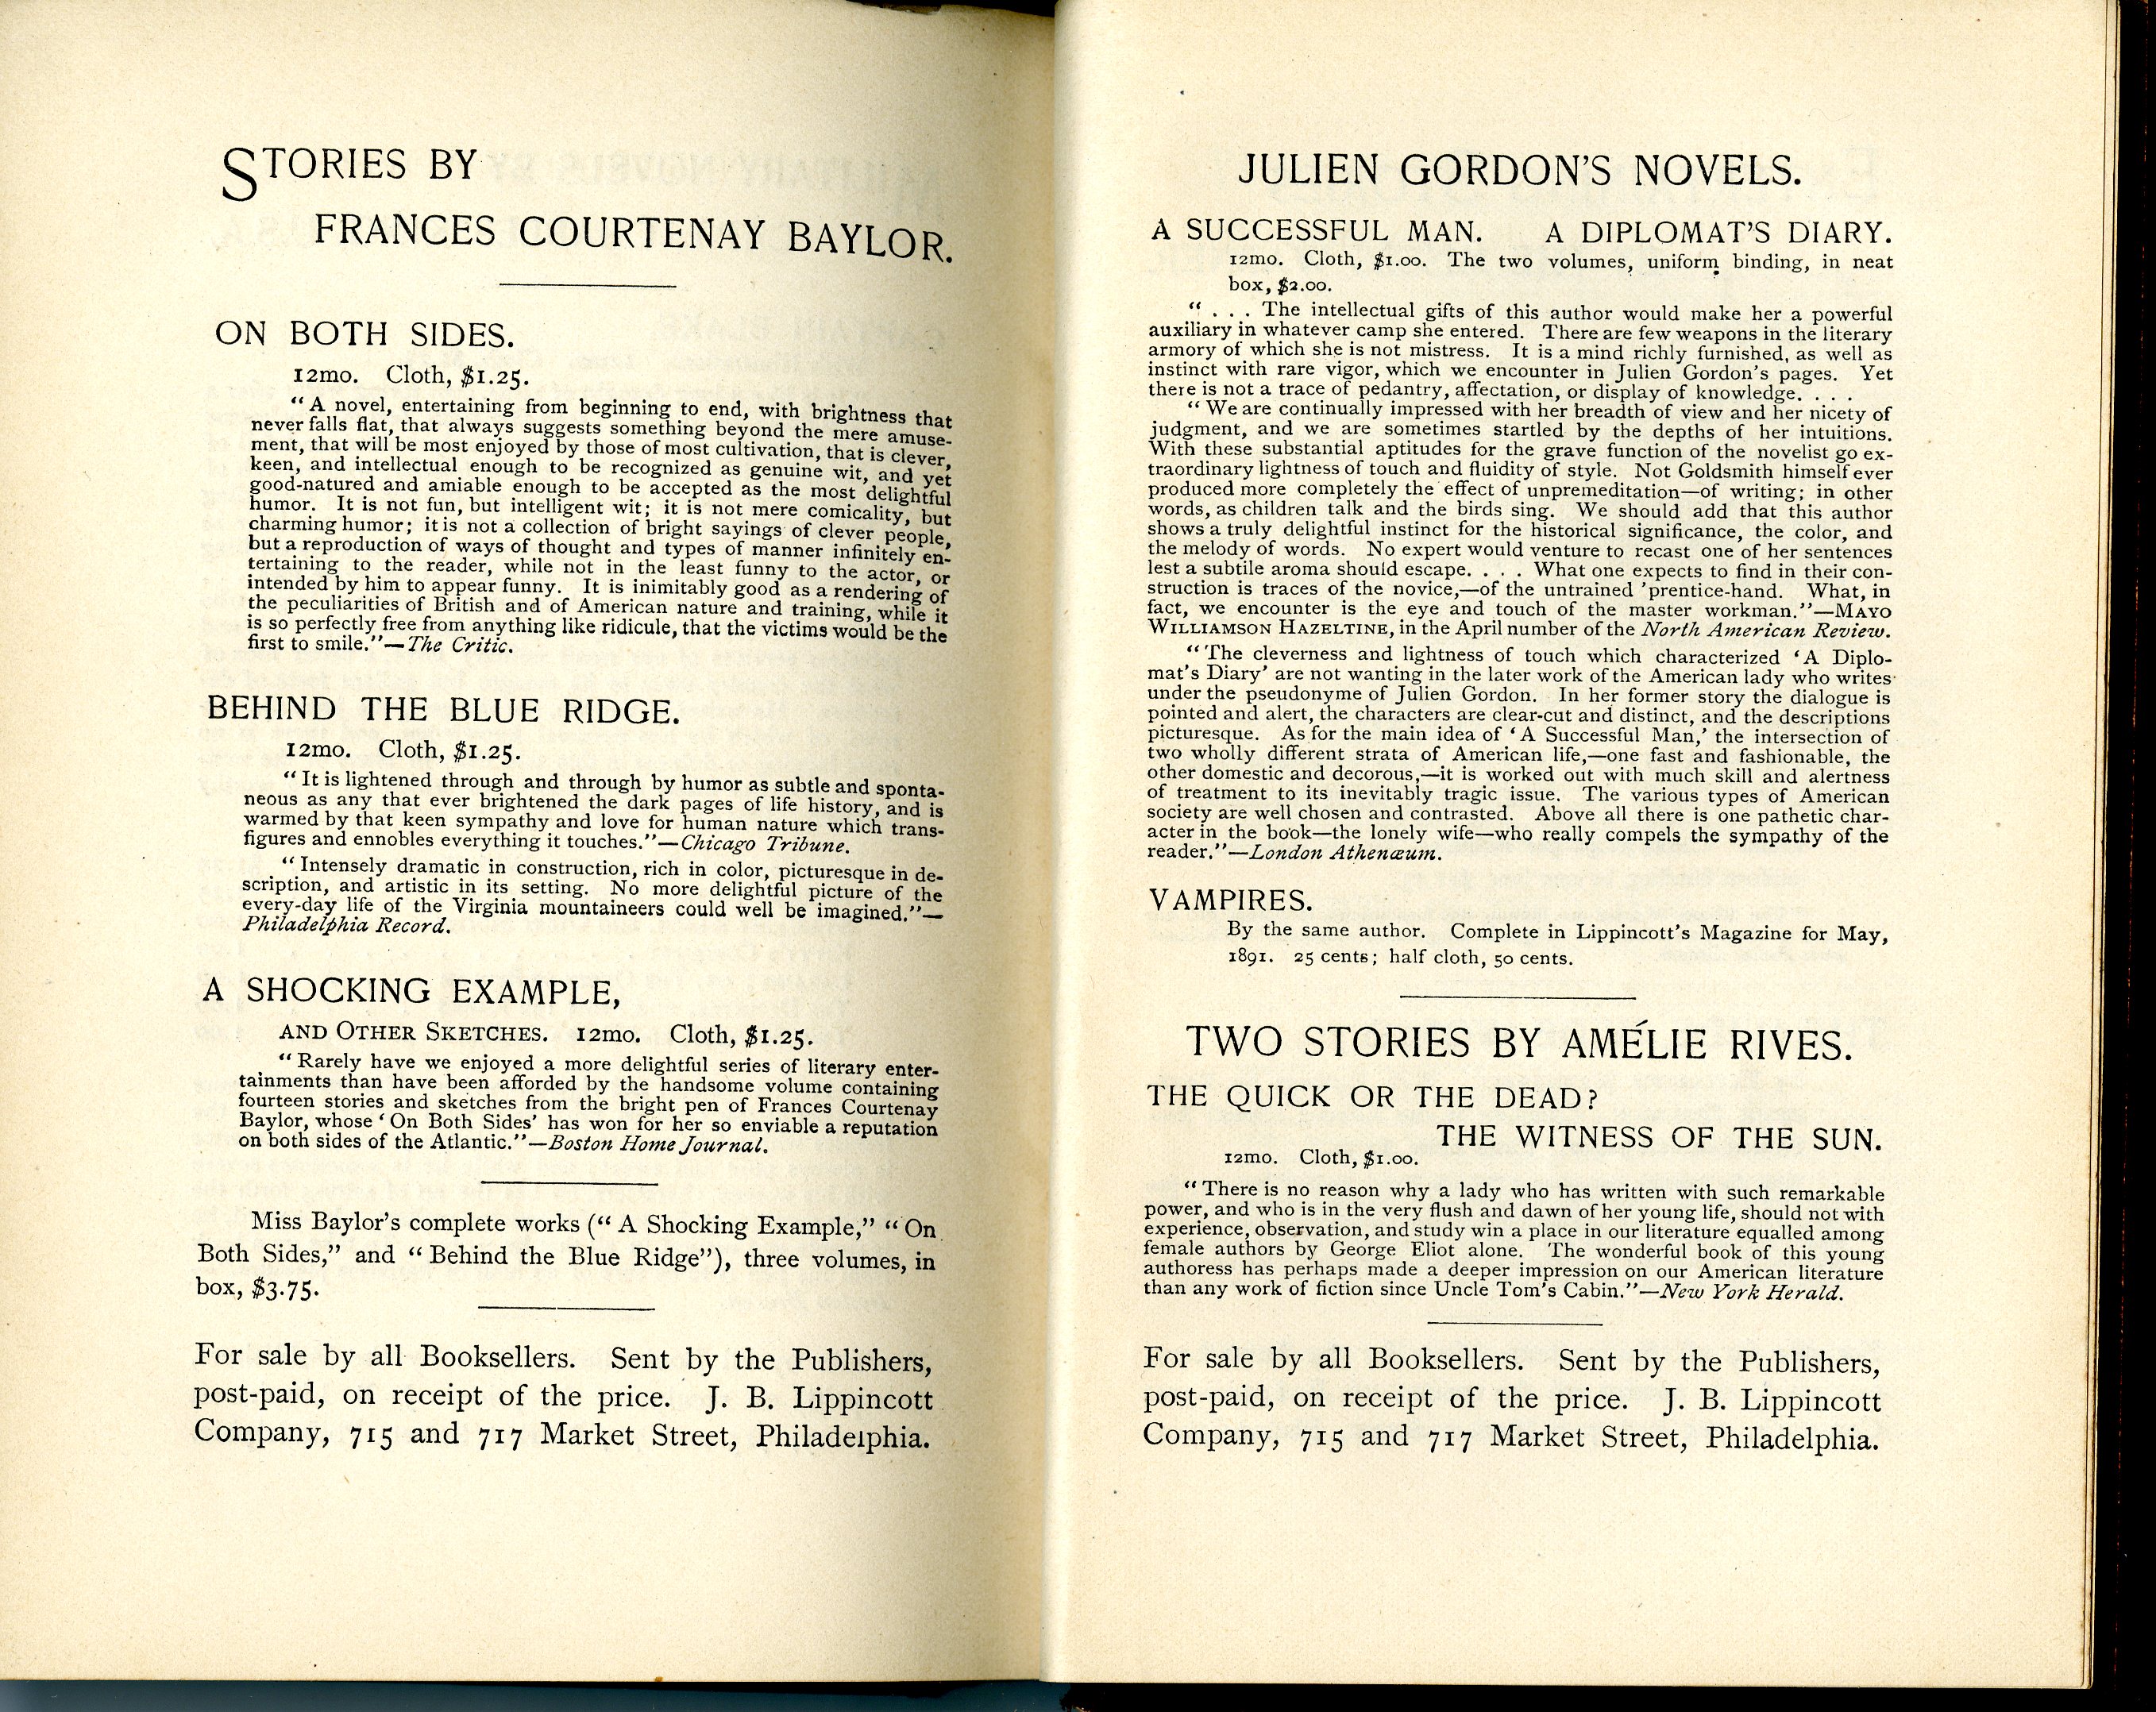 STORIES BY
FRANCES COURTENAY BAYLOR.
ON BOTH SIDES.
12mo. Cloth, $1.25.
“A novel, entertaining from beginning to end, with brightness that
never falls flat, that always suggests something beyond the mere amuse-
ment, that will be most enjoyed by those of most cultivation, that is clever,
keen, and intellectual enough to be recognized as genuine wit, and yet
good-natured and amiable enough to be accepted as the most delightful
humor. It is not fun, but intelligent wit; it is not mere comicality, but
charming humor; it is not a collection of bright sayings of clever people,
but a reproduction of ways of thought and types of manner infinitely en-
tertaining to the reader, while not in the least funny to the actor, or
intended by him to appear funny. It is inimitably good as a rendering of
the peculiarities of British and of American nature and training, while it
is so perfectly free from anything like ridicule, that the victims would be the
first to smile.”—The Critic.
BEHIND THE BLUE RIDGE.
12mo. Cloth, $1.25.
“It is lightened through and through by humor as subtle and sponta-
neous as any that ever brightened the dark pages of life history, and is
warmed by that keen sympathy and love for human nature which trans-
figures and ennobles everything it touches.”—Chicago Tribune.
“Intensely dramatic in construction, rich in color, picturesque in de-
scription, and artistic in its setting. No more delightful picture of the
every-day life of the Virginia mountaineers could well be imagined.”—
Philadelphia Record.
A SHOCKING EXAMPLE,
AND OTHER SKETCHES. 12mo. Cloth, $1.25.
“Rarely have we enjoyed a more delightful series of literary enter-
tainments than have been afforded by the handsome volume containing
fourteen stories and sketches from the bright pen of Frances Courtenay
Baylor, whose ‘On Both Sides’ has won for her so enviable a reputation
on both sides of the Atlantic.”—Boston Home Journal.
Miss Baylor’s complete works (“A Shocking Example,” “On
Both Sides,” and “Behind the Blue Ridge”), three volumes, in
box, $3.75.
For sale by all Booksellers. Sent by the Publishers,
post-paid, on receipt of the price. J. B. Lippincott
Company, 715 and 717 Market Street, Philadelphia.
JULIEN GORDON’S NOVELS.
A SUCCESSFUL MAN. A DIPLOMAT’S DIARY.
12mo. Cloth, $1.00. The two volumes, uniform binding, in neat
box, $2.00.
“ . . . The intellectual gifts of this author would make her a powerful
auxiliary in whatever camp she entered. There are few weapons in the literary
armory of which she is not mistress. It is a mind richly furnished, as well as
instinct with rare vigor, which we encounter in Julien Gordon’s pages. Yet
there is not a trace of pedantry, affectation, or display of knowledge. . . .
“We are continually impressed with her breadth of view and her nicety of
judgment, and we are sometimes startled by the depths of her intuitions.
With these substantial aptitudes for the grave function of the novelist go ex-
traordinary lightness of touch and fluidity of style. Not Goldsmith himself ever
produced more completely the effect of unpremeditation—of writing; in other
words, as children talk and the birds sing. We should add that this author
shows a truly delightful instinct for the historical significance, the color, and
the melody of words. No expert would venture to recast one of her sentences
lest a subtile aroma should escape. . . . What one expects to find in their con-
struction is traces of the novice,—of the untrained ’prentice-hand. What, in
fact, we encounter is the eye and touch of the master workman.”—MAYO
WILLIAMSON HAZELTINE, in the April number of the North American Review.
“The cleverness and lightness of touch which characterized ‘A Diplo-
mat’s Diary’ are not wanting in the later work of the American lady who writes
under the pseudonyme of Julien Gordon. In her former story the dialogue is
pointed and alert, the characters are clear-cut and distinct, and the descriptions
picturesque. As for the main idea of ‘A Successful Man,’ the intersection of
two wholly different strata of American life,—one fast and fashionable, the
other domestic and decorous,—it is worked out with much skill and alertness
of treatment to its inevitably tragic issue. The various types of American
society are well chosen and contrasted. Above all there is one pathetic char-
acter in the book—the lonely wife—who really compels the sympathy of the
reader.”—London Athenæum.
VAMPIRES.
By the same author. Complete in Lippincott’s Magazine for May,
1891. 25 cents; half cloth, 50 cents.
TWO STORIES BY AMÉLIE RIVES.
THE QUICK OR THE DEAD?
THE WITNESS OF THE SUN.
12mo. Cloth, $1.00.
“There is no reason why a lady who has written with such remarkable
power, and who is in the very flush and dawn of her young life, should not with
experience, observation, and study win a place in our literature equalled among
female authors by George Eliot alone. The wonderful book of this young
authoress has perhaps made a deeper impression on our American literature
than any work of fiction since Uncle Tom’s Cabin.”—New York Herald.
For sale by all Booksellers. Sent by the Publishers,
post-paid, on receipt of the price. J. B. Lippincott
Company, 715 and 717 Market Street, Philadelphia.